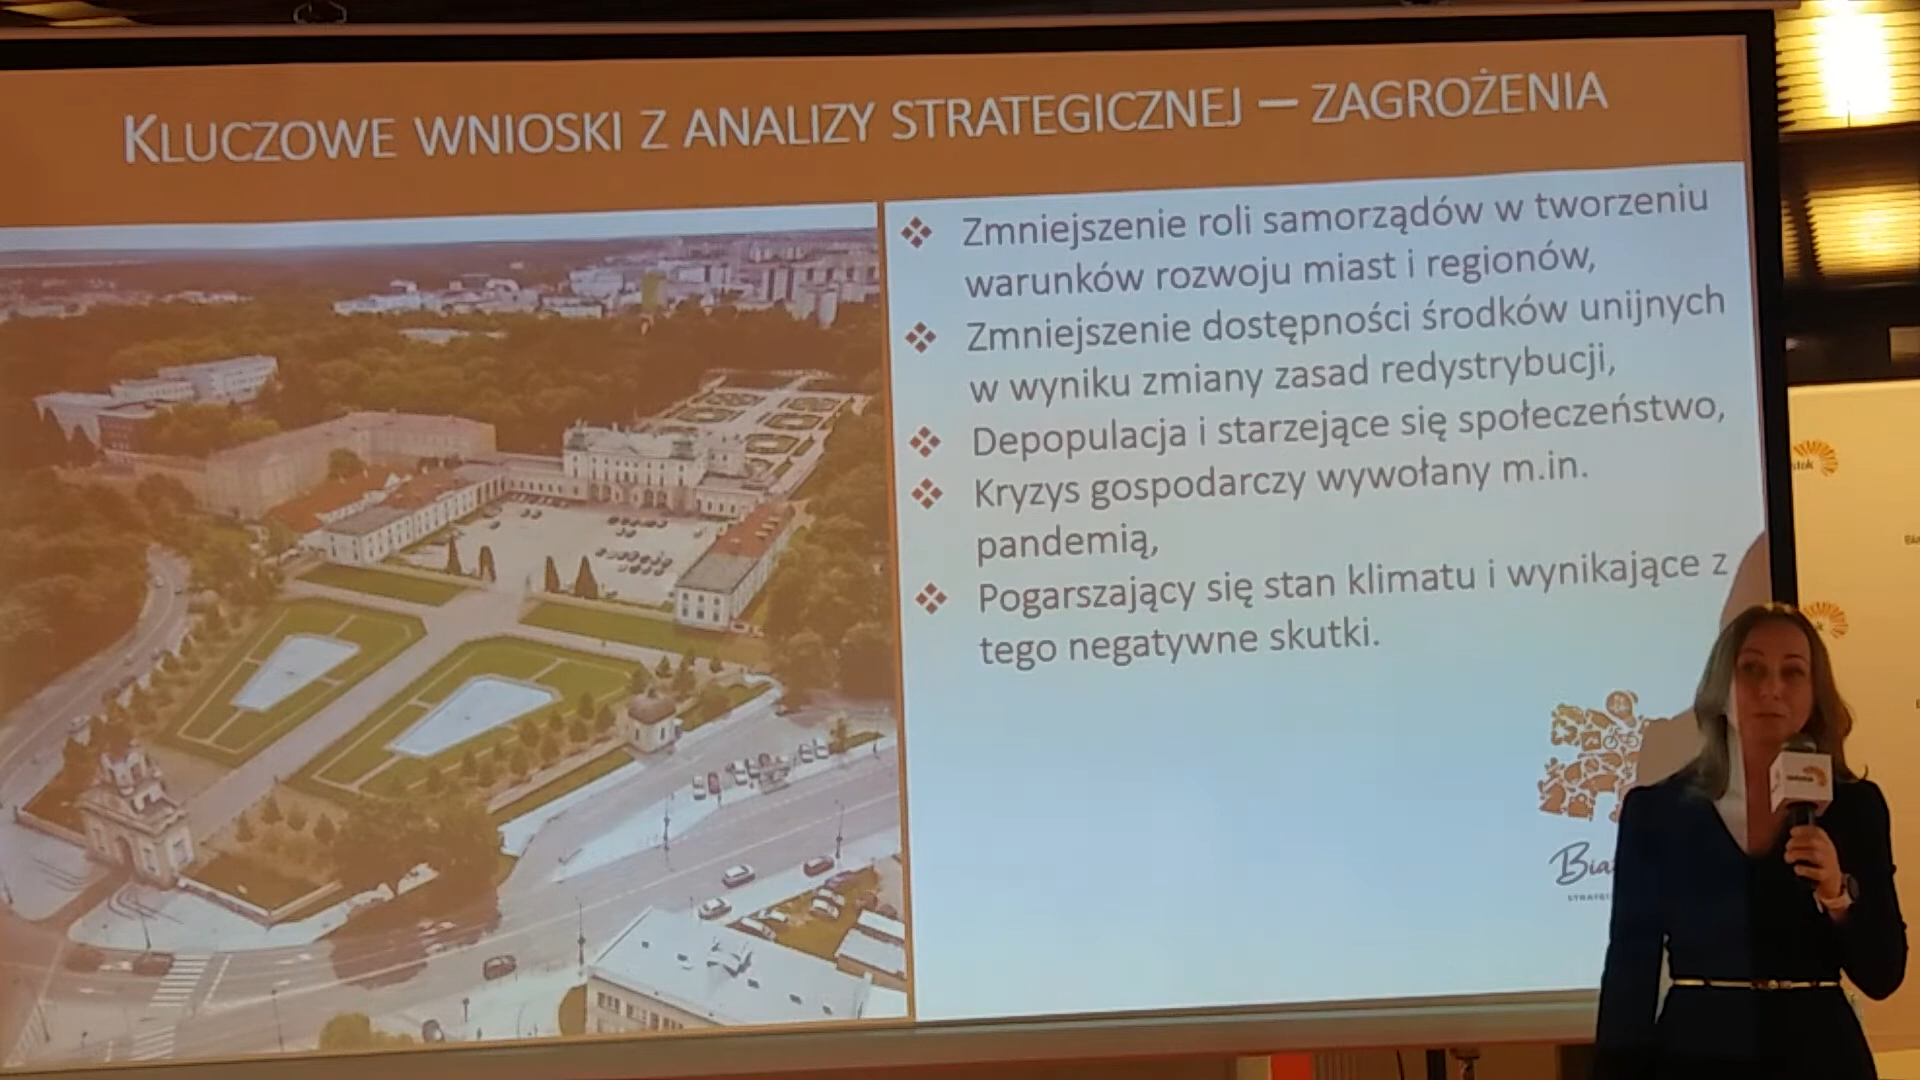 KLUCZOWE WNIOSKI Z ANALIZY STRATEGICZNEJ – ZAGROŻENIA
❖ Zmniejszenie roli samorządów w tworzeniu
warunków rozwoju miast i regionów,
❖ Zmniejszenie dostępności środków unijnych
w wyniku zmiany zasad redystrybucji,
❖ Depopulacja i starzejące się społeczeństwo,
❖ Kryzys gospodarczy wywołany m.in.
pandemią,
❖ Pogarszający się stan klimatu i wynikające z
tego negatywne skutki.